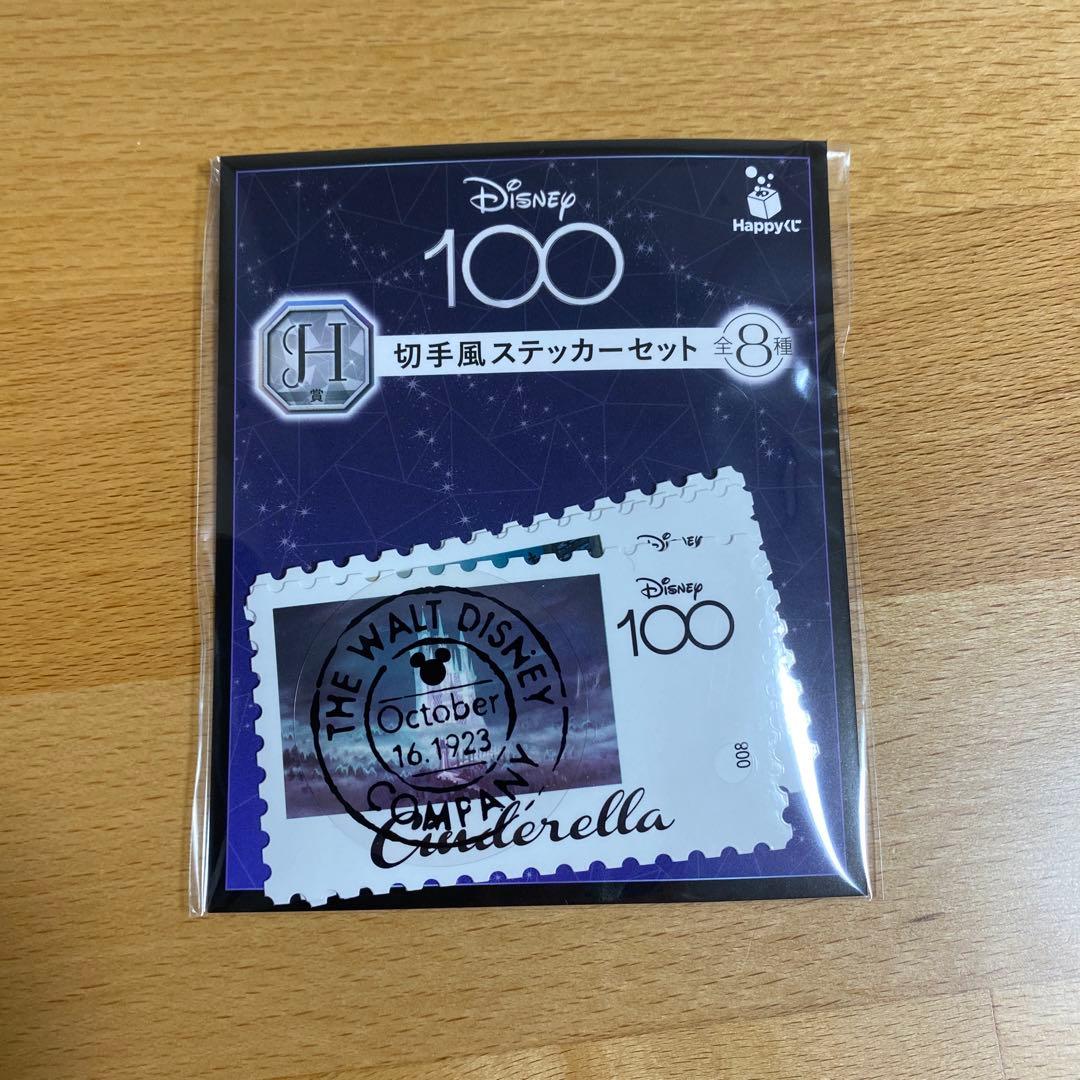 Disney
100
Happyくじ
H
賞
切手風ステッカーセット
全8種
Disney
100
THE WALT DISNEY
October
16.1923
COMPANY
008
Cinderella